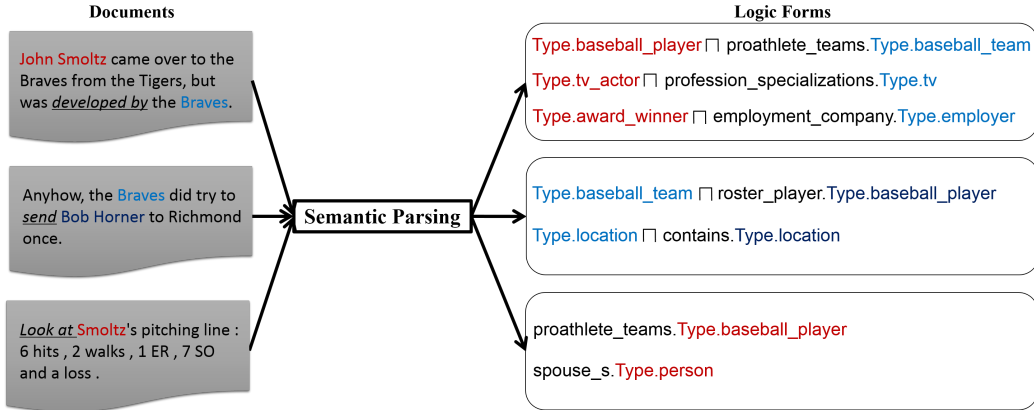 Documents
John Smoltz came over to the
Braves from the Tigers, but
was developed by the Braves.
Anyhow, the Braves did try to
send Bob Horner to Richmond
once.
Look at Smoltz's pitching line :
6 hits , 2 walks , 1 ER , 7 SO
and a loss .
Semantic Parsing
Logic Forms
Type.baseball_player ⊓ proathlete_teams.Type.baseball_team
Type.tv_actor ⊓ profession_specializations.Type.tv
Type.award_winner ⊓ employment_company.Type.employer
Type.baseball_team ⊓ roster_player.Type.baseball_player
Type.location ⊓ contains.Type.location
proathlete_teams.Type.baseball_player
spouse_s.Type.person